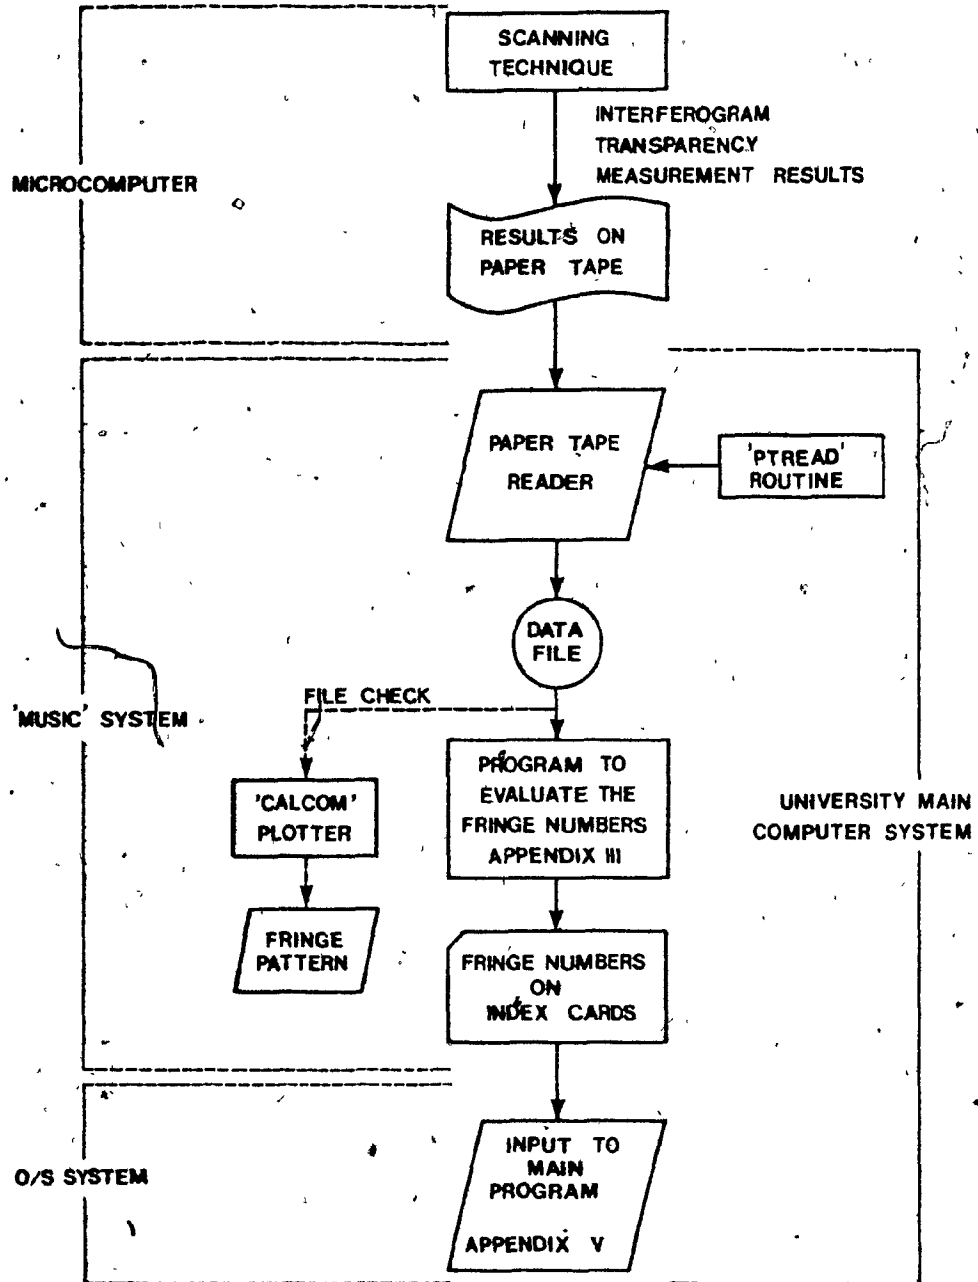 SCANNING
TECHNIQUE
INTERFEROGRAM
TRANSPARENCY
MEASUREMENT RESULTS
MICROCOMPUTER
RESULTS ON
PAPER TAPE
PAPER TAPE
READER
'PTREAD'
ROUTINE
DATA
FILE
FILE CHECK
'MUSIC' SYSTEM
'CALCOM'
PLOTTER
PROGRAM TO
EVALUATE THE
FRINGE NUMBERS
APPENDIX III
UNIVERSITY MAIN
COMPUTER SYSTEM
FRINGE
PATTERN
FRINGE NUMBERS
ON
INDEX CARDS
O/S SYSTEM
INPUT TO
MAIN
PROGRAM
APPENDIX V